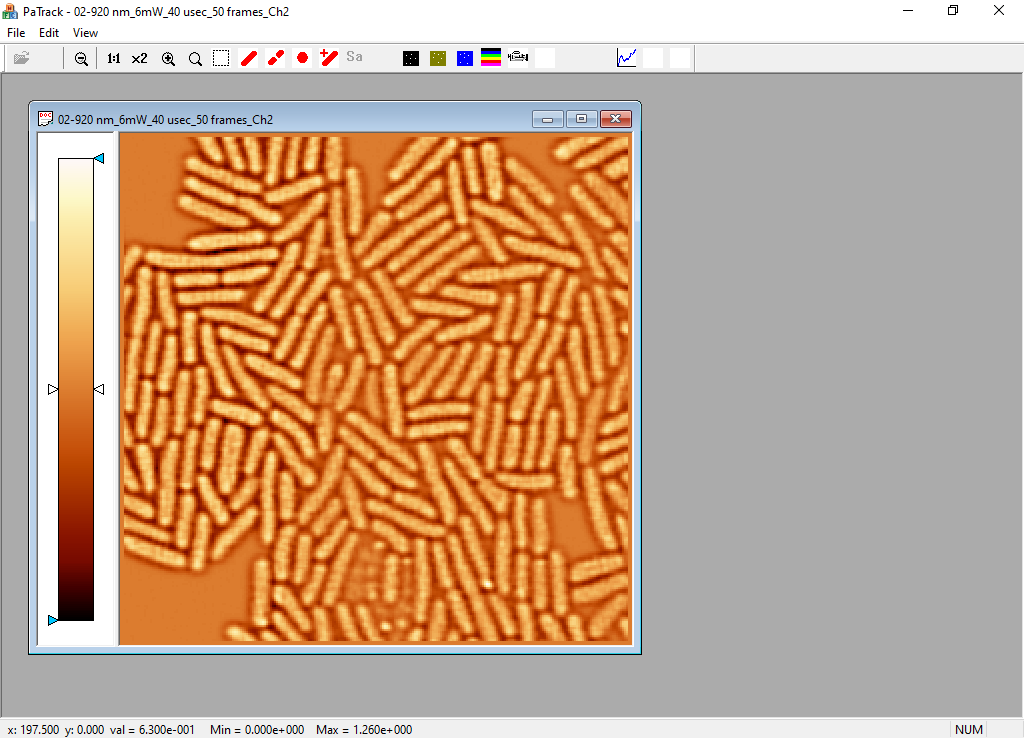 PaTrack - 02-920 nm_6mW_40 usec_50 frames_Ch2
File Edit View
1:1 x2 Sa
02-920 nm_6mW_40 usec_50 frames_Ch2
x: 197.500 y: 0.000 val = 6.300e-001 Min = 0.000e+000 Max = 1.260e+000 NUM